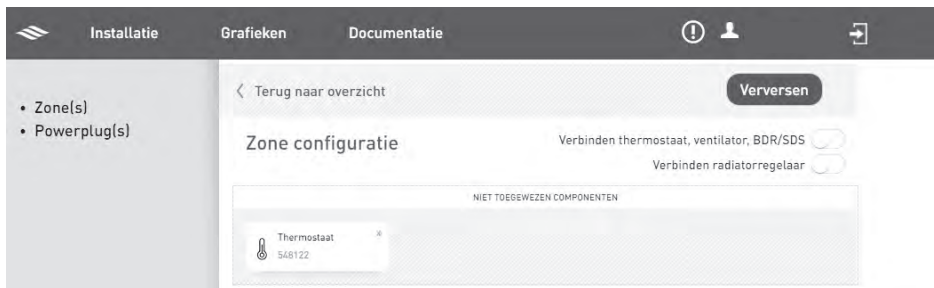 Installatie Grafieken Documentatie
• Zone(s)
• Powerplug(s)
Terug naar overzicht Verversen
Zone configuratie
Verbinden thermostaat, ventilator, BDR/SDS
Verbinden radiatorregelaar
NIET TOEGEWEZEN COMPONENTEN
Thermostaat
548122